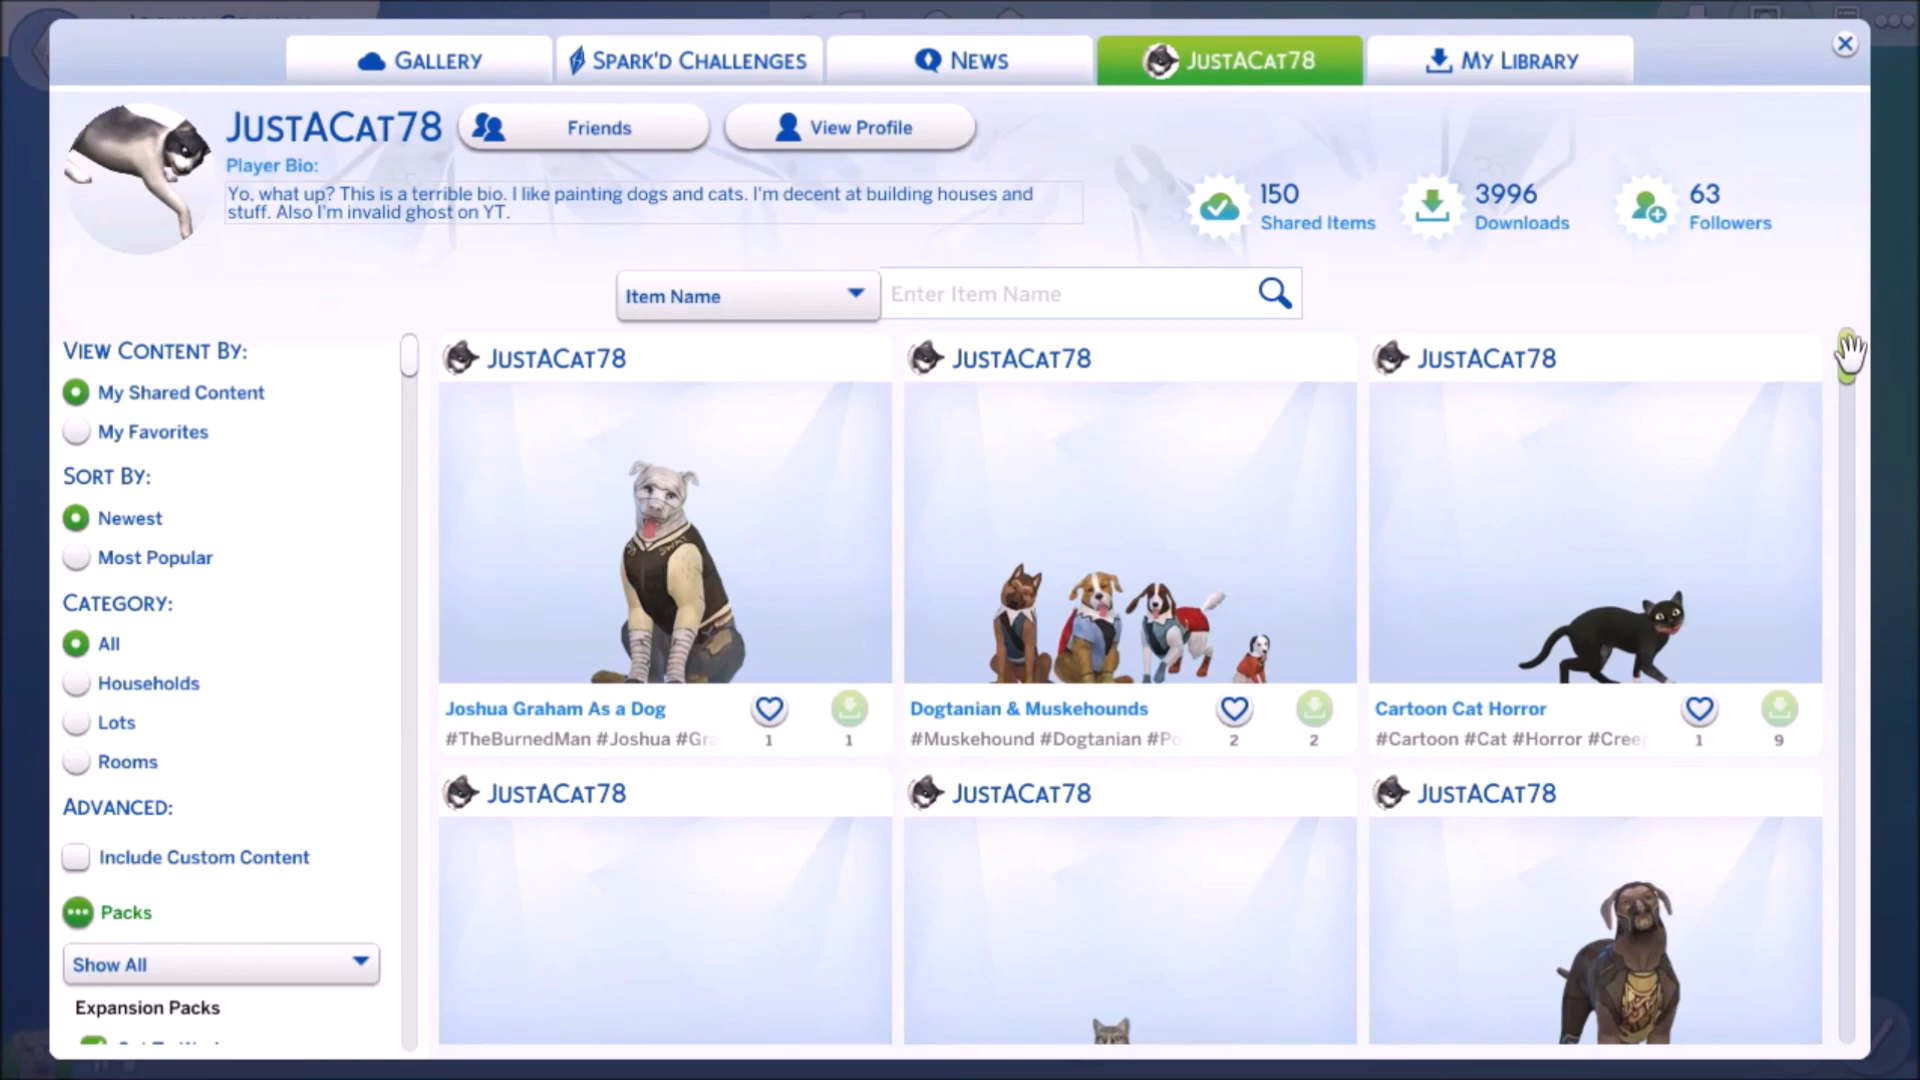 GALLERY
SPARK'D CHALLENGES
NEWS
JUSTACAT78
MY LIBRARY
JUSTACAT78
Friends
View Profile
Player Bio:
Yo, what up? This is a terrible bio. I like painting dogs and cats. I'm decent at building houses and
stuff. Also I'm invalid ghost on YT.
150
Shared Items
3996
Downloads
63
Followers
Item Name
Enter Item Name
VIEW CONTENT BY:
My Shared Content
My Favorites
SORT BY:
Newest
Most Popular
CATEGORY:
All
Households
Lots
Rooms
ADVANCED:
Include Custom Content
Packs
Show All
Expansion Packs
JUSTACAT78
Joshua Graham As a Dog
#TheBurnedMan #Joshua #Gra
1
1
JUSTACAT78
Dogtanian & Muskehounds
#Muskehound #Dogtanian #Po
2
2
JUSTACAT78
Cartoon Cat Horror
#Cartoon #Cat #Horror #Cree
1
9
JUSTACAT78
JUSTACAT78
JUSTACAT78